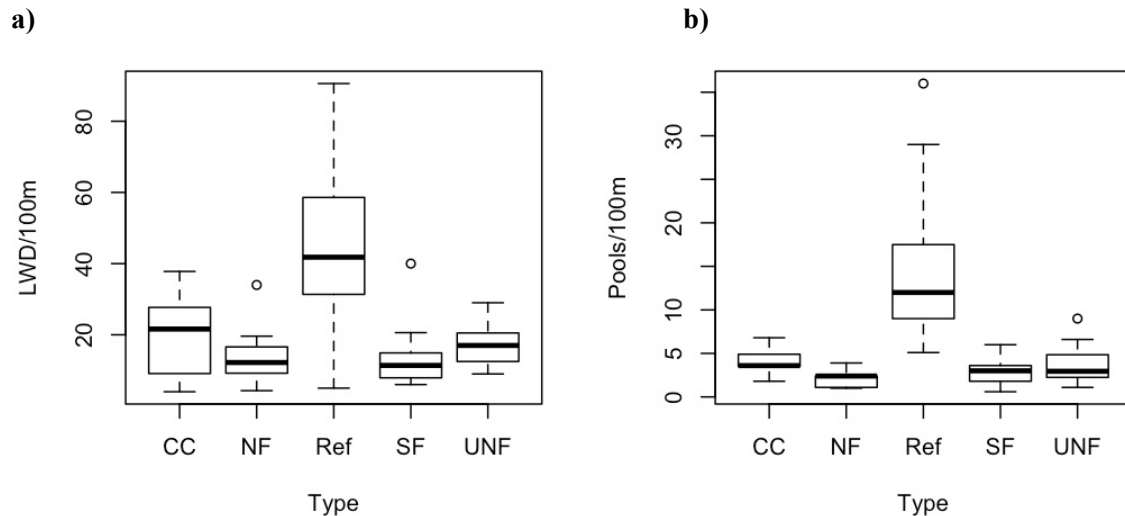 a)
b)
LWD/100m
80
60
40
20
CC NF Ref SF UNF
Type
Pools/100m
30
20
10
5
0
CC NF Ref SF UNF
Type